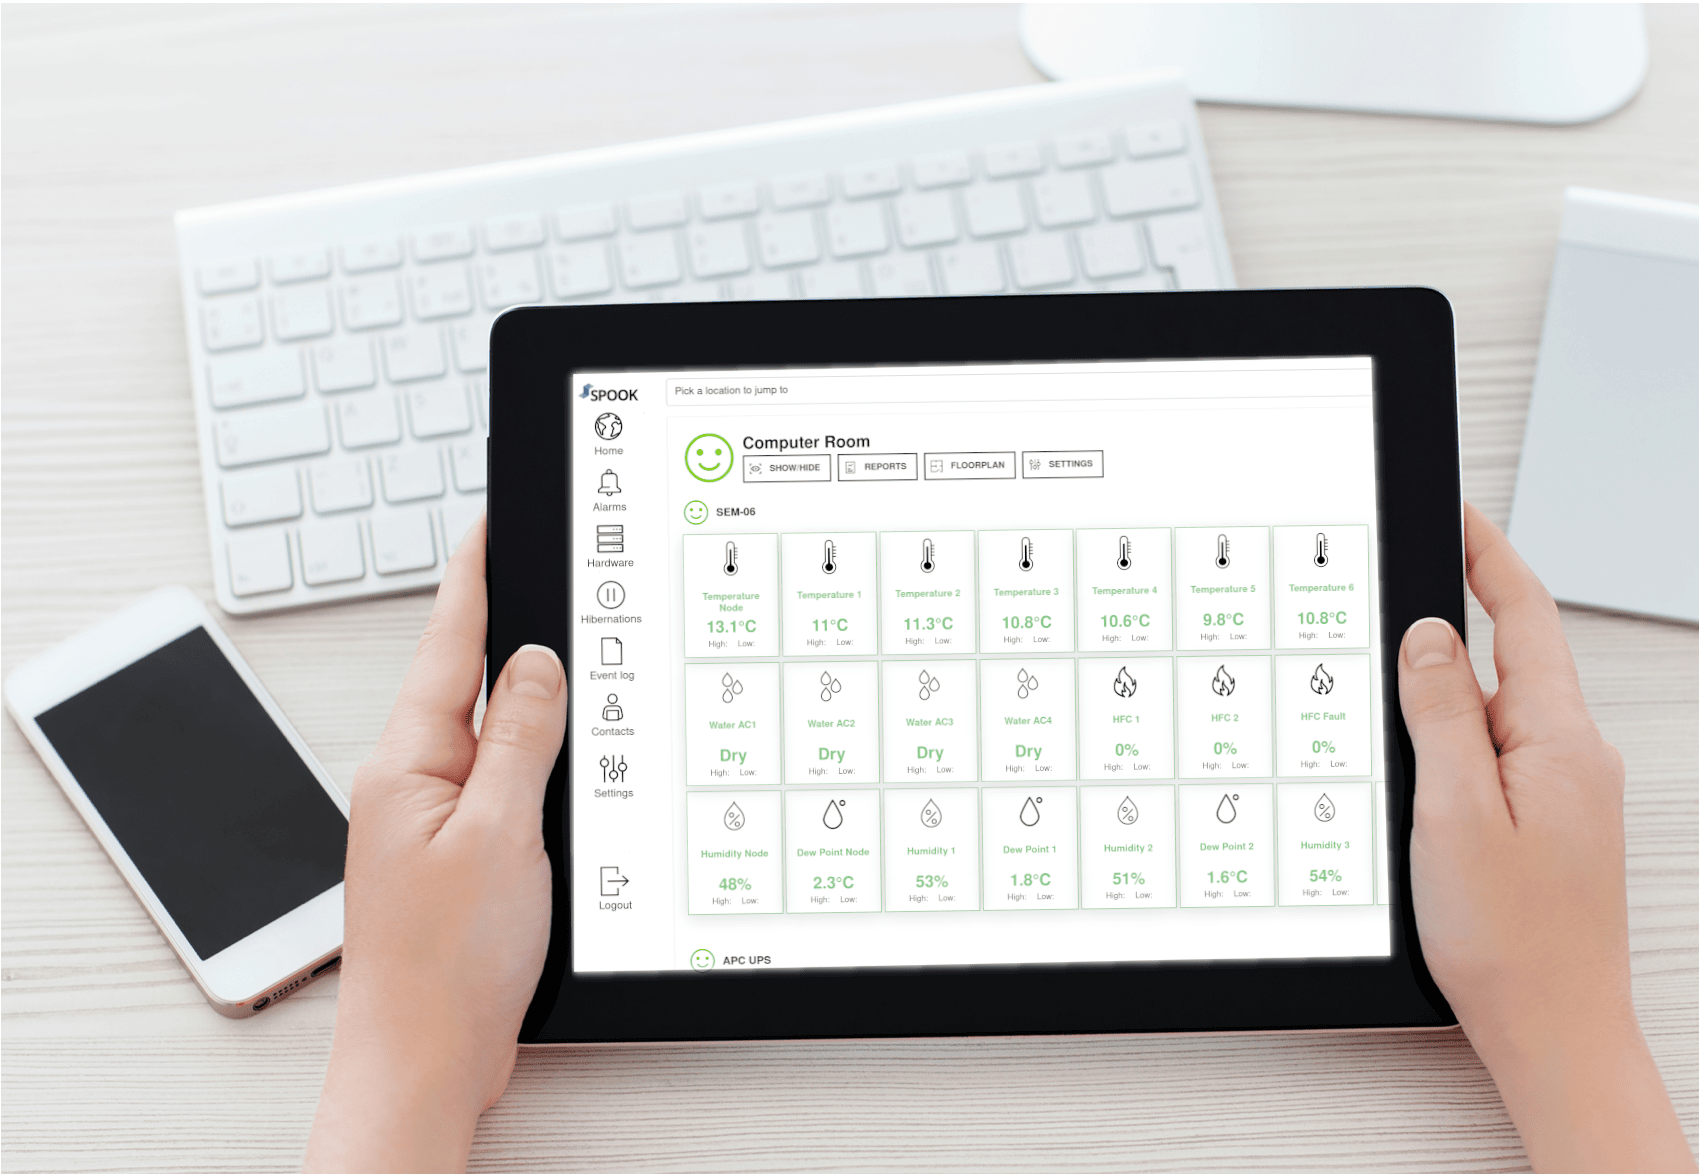 SPOOK
Pick a location to jump to
Home
Alarms
Hardware
Hibernations
Event log
Contacts
Settings
Logout
Computer Room
SHOW/HIDE REPORTS FLOORPLAN SETTINGS
SEM-06
Temperature Node Temperature 1 Temperature 2 Temperature 3 Temperature 4 Temperature 5 Temperature 6
13.1°C 11°C 11.3°C 10.8°C 10.6°C 9.8°C 10.8°C
High: Low: High: Low: High: Low: High: Low: High: Low: High: Low: High: Low:
Water AC1 Water AC2 Water AC3 Water AC4 HFC 1 HFC 2 HFC Fault
Dry Dry Dry Dry 0% 0% 0%
High: Low: High: Low: High: Low: High: Low: High: Low: High: Low: High: Low:
Humidity Node Dew Point Node Humidity 1 Dew Point 1 Humidity 2 Dew Point 2 Humidity 3
48% 2.3°C 53% 1.8°C 51% 1.6°C 54%
High: Low: High: Low: High: Low: High: Low: High: Low: High: Low: High: Low:
APC UPS